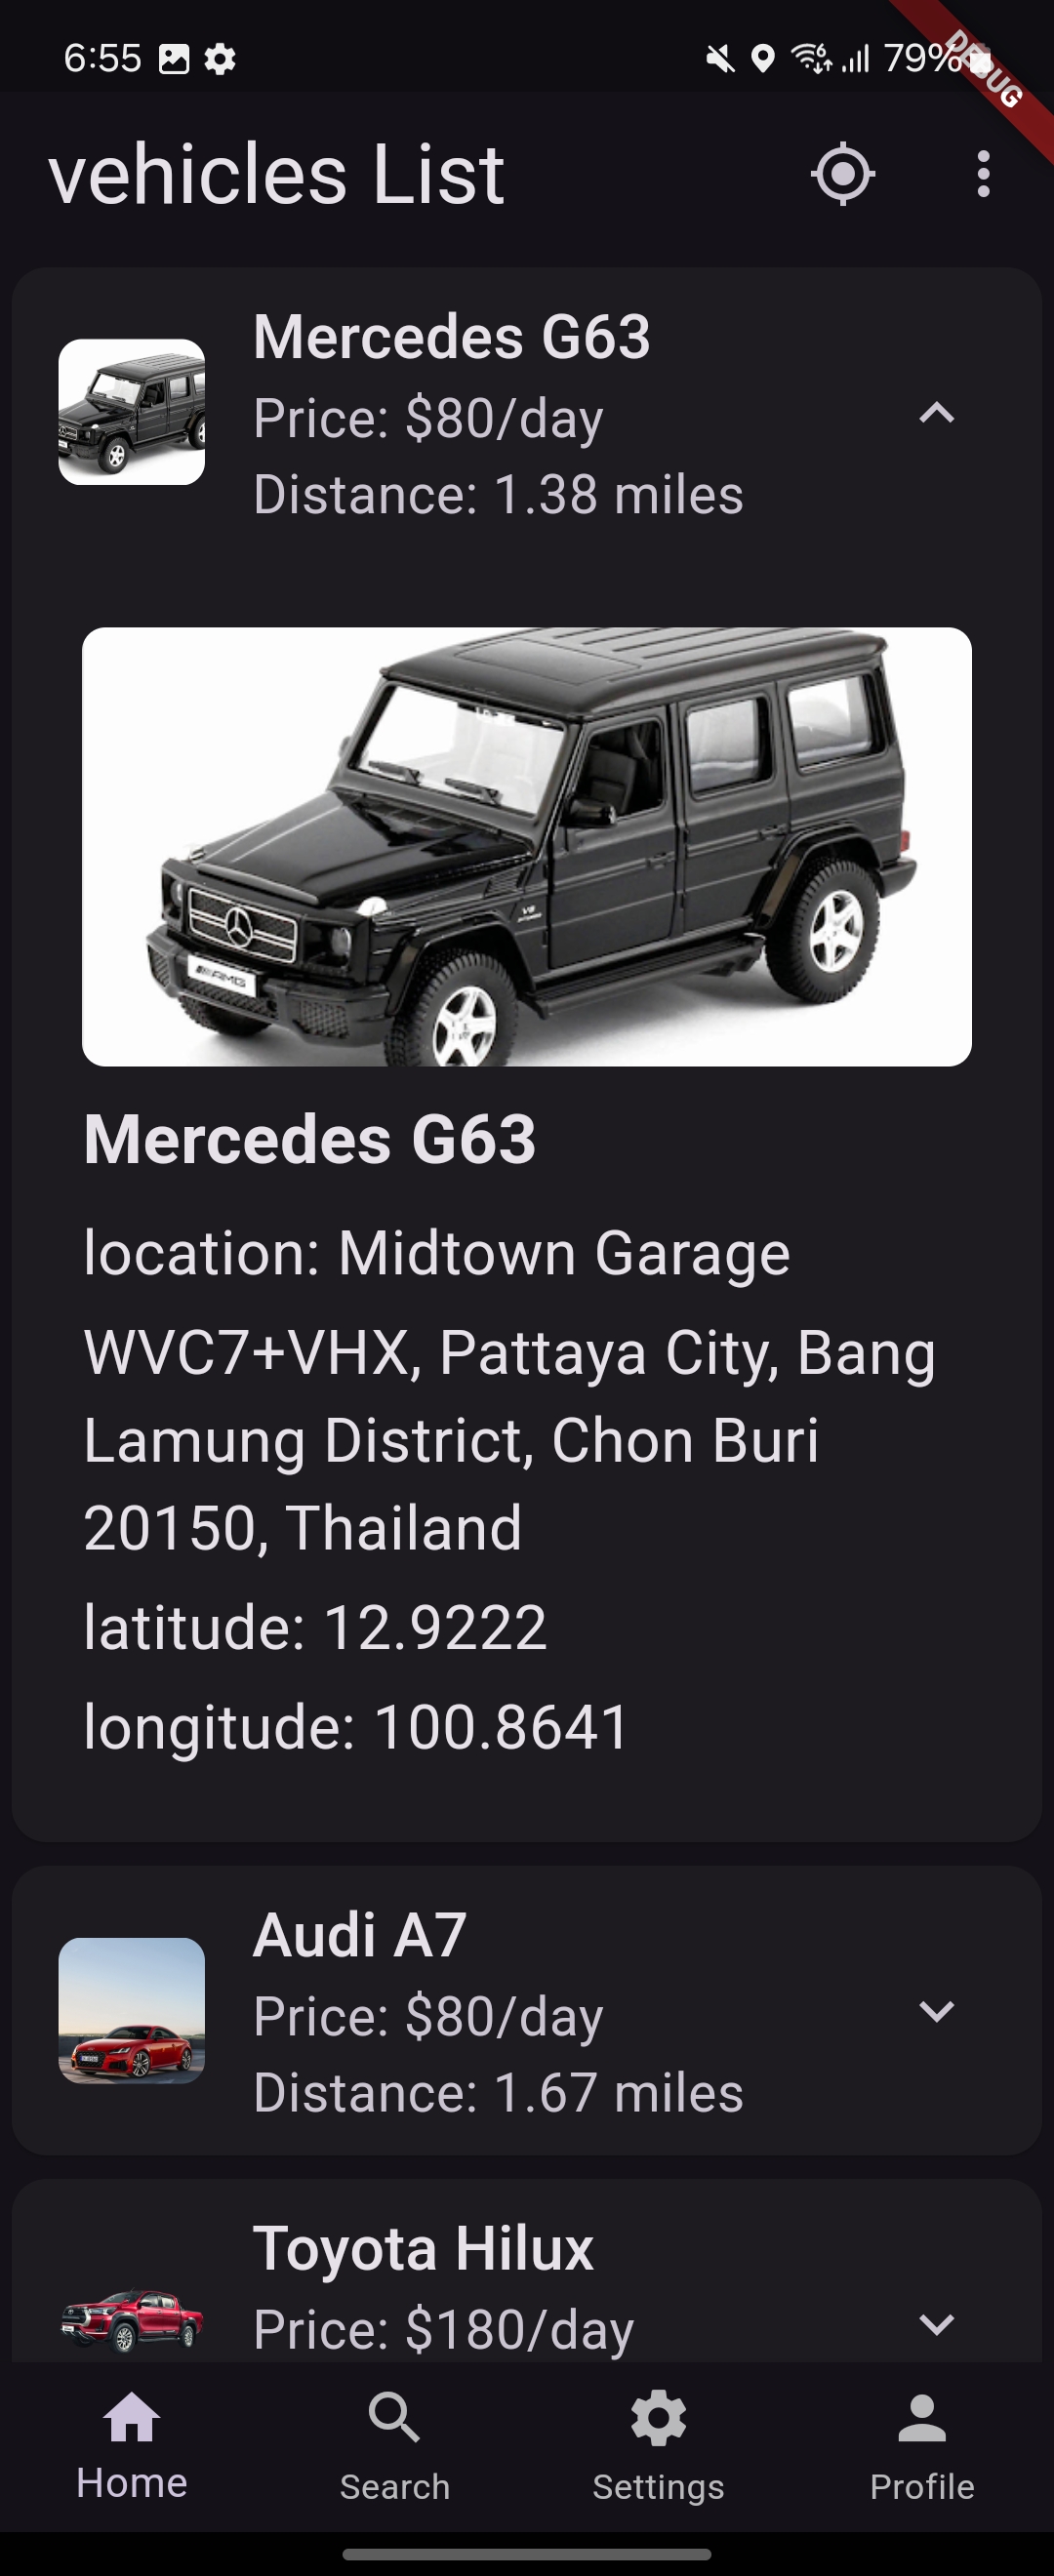 6:55
79%
DEBUG
vehicles List
Mercedes G63
Price: $80/day
Distance: 1.38 miles
AMG
Mercedes G63
location: Midtown Garage
WVC7+VHX, Pattaya City, Bang
Lamung District, Chon Buri
20150, Thailand
latitude: 12.9222
longitude: 100.8641
Audi A7
Price: $80/day
Distance: 1.67 miles
Toyota Hilux
Price: $180/day
Home
Search
Settings
Profile